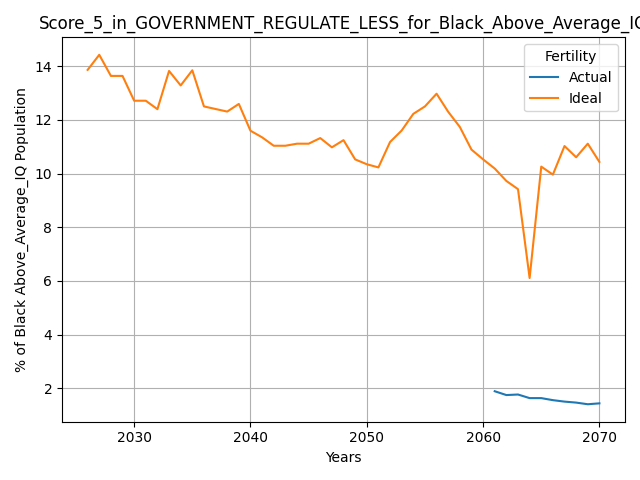 Score_5_in_GOVERNMENT_REGULATE_LESS_for_Black_Above_Average_IQ
Fertility
Actual
Ideal
% of Black Above_Average_IQ Population
14
12
10
8
6
4
2
2030 2040 2050 2060 2070
Years